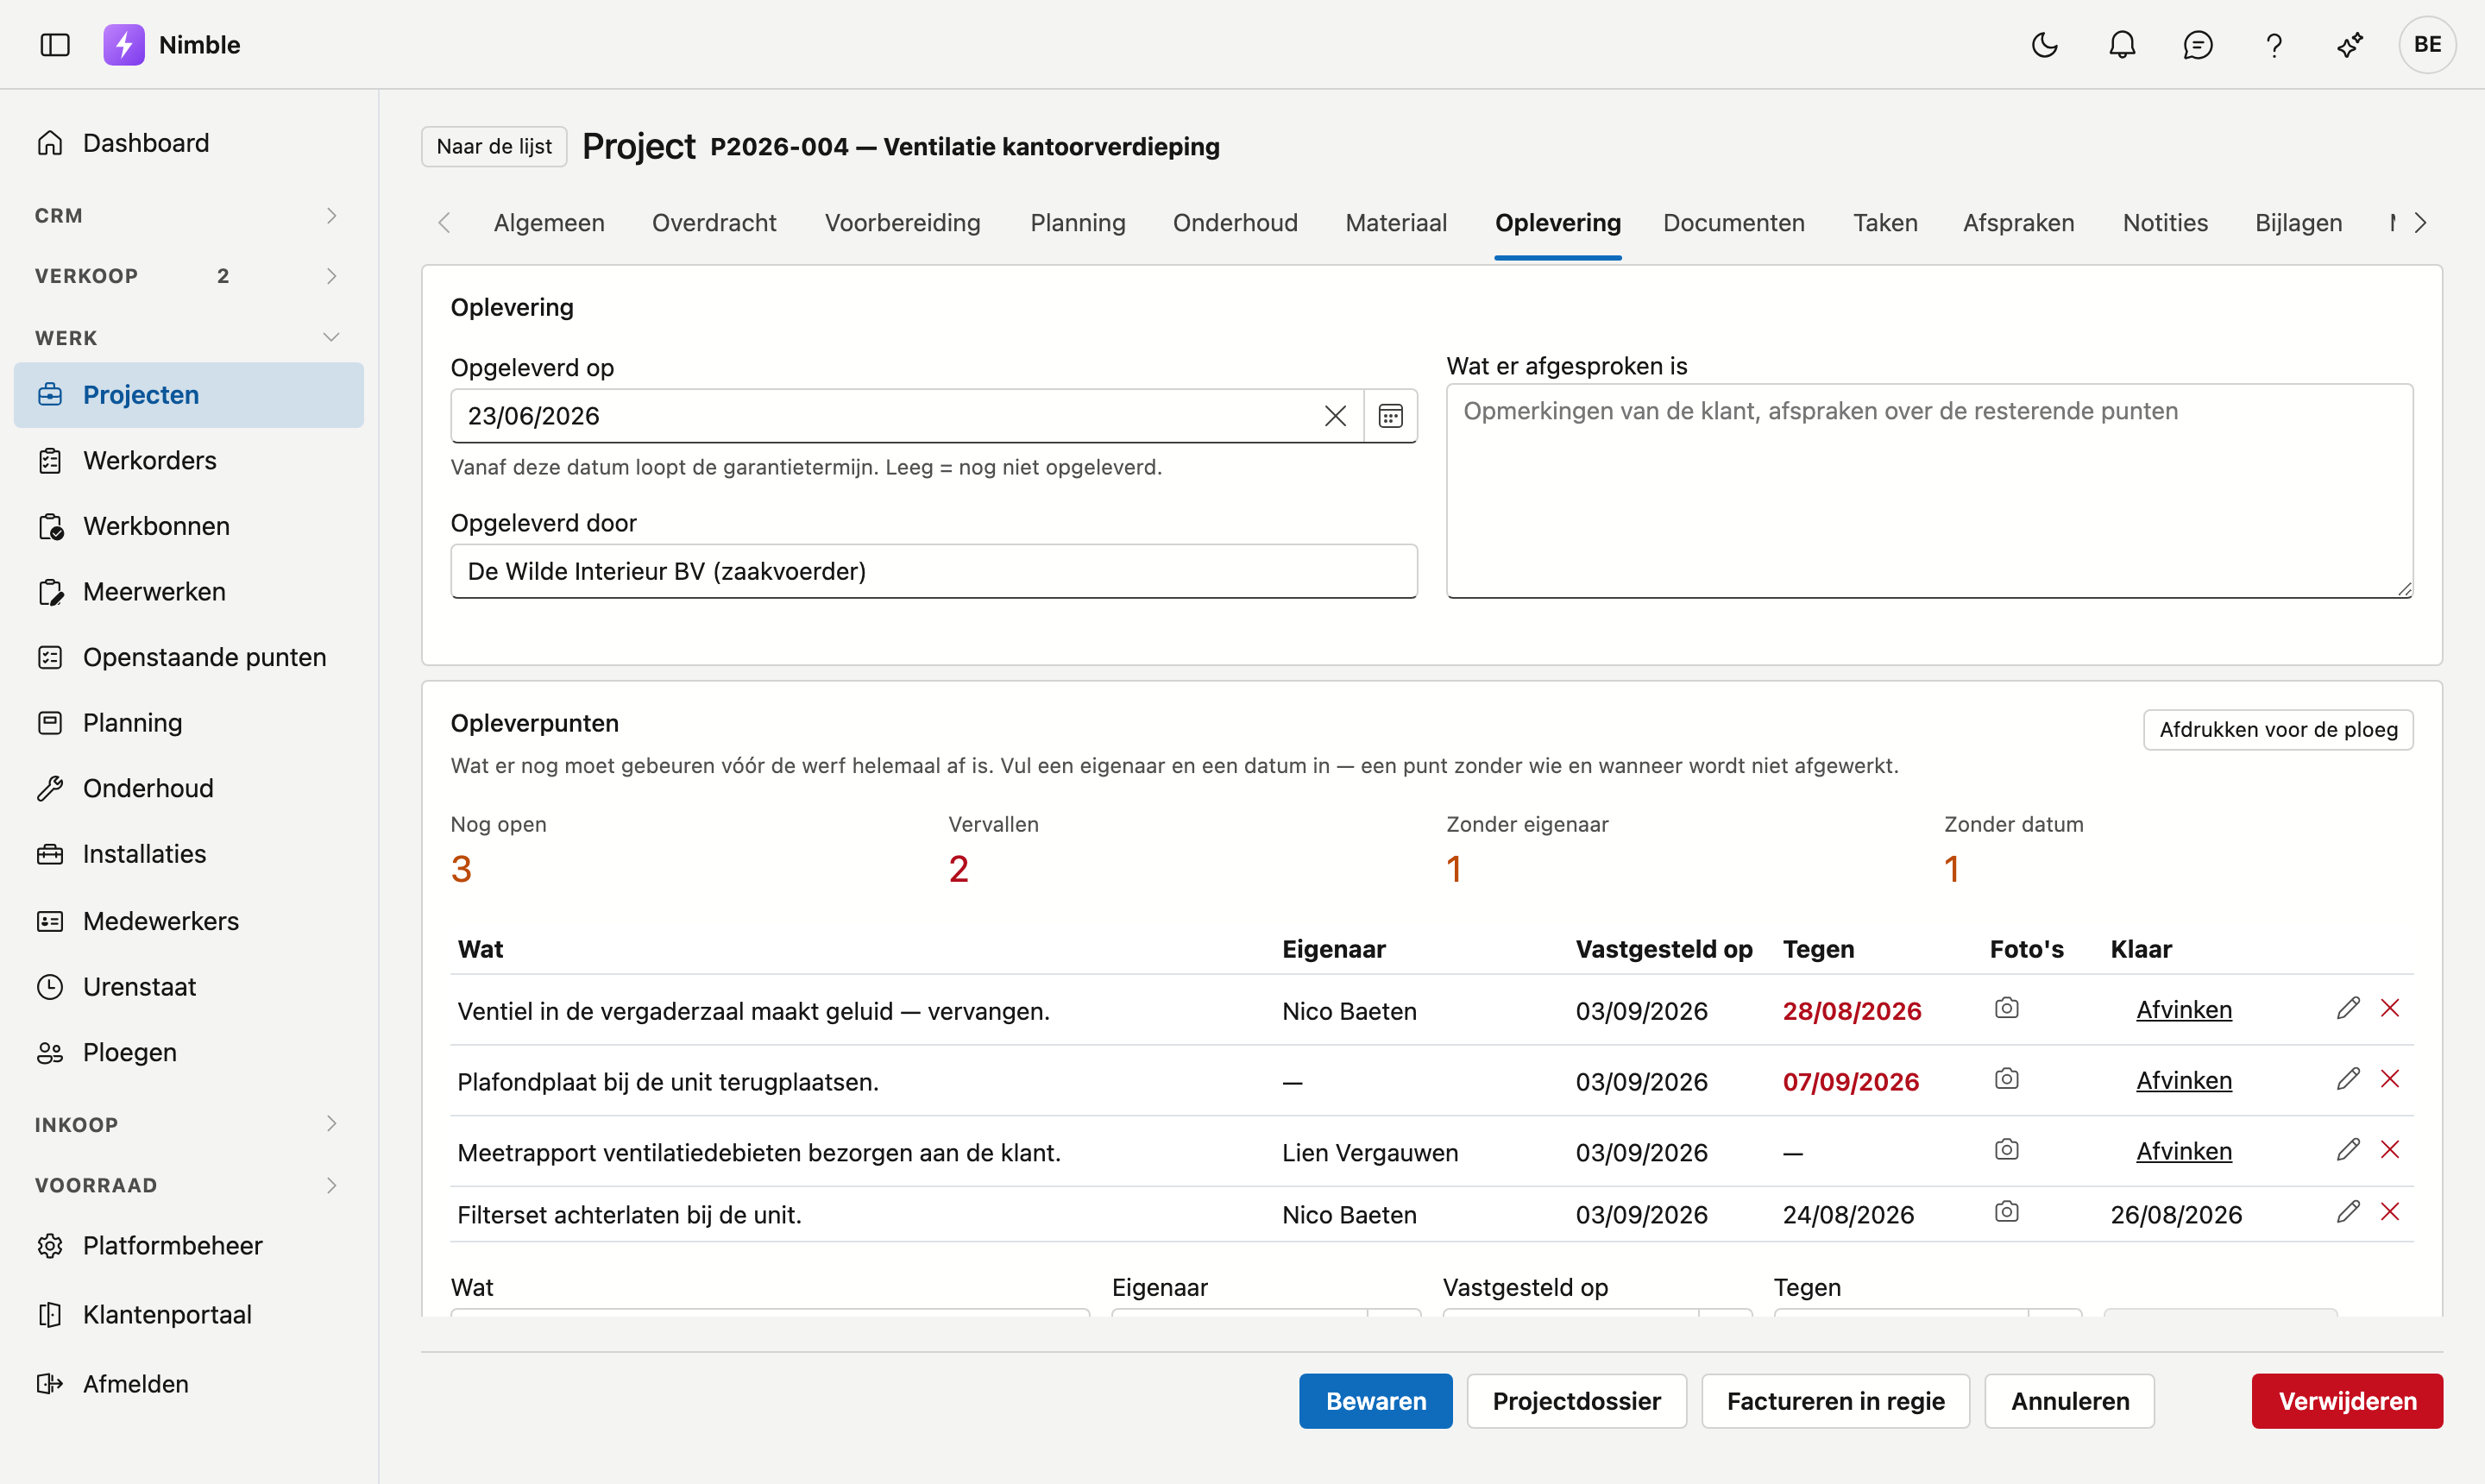 Nimble
BE
Dashboard
CRM
VERKOOP 2
WERK
Projecten
Werkorders
Werkbonnen
Meerwerken
Openstaande punten
Planning
Onderhoud
Installaties
Medewerkers
Urenstaat
Ploegen
INKOOP
VOORRAAD
Platformbeheer
Klantenportaal
Afmelden
Naar de lijst Project P2026-004 — Ventilatie kantoorverdieping
Algemeen Overdracht Voorbereiding Planning Onderhoud Materiaal Oplevering Documenten Taken Afspraken Notities Bijlagen
Oplevering
Opgeleverd op
23/06/2026
Vanaf deze datum loopt de garantietermijn. Leeg = nog niet opgeleverd.
Opgeleverd door
De Wilde Interieur BV (zaakvoerder)
Wat er afgesproken is
Opmerkingen van de klant, afspraken over de resterende punten
Opleverpunten
Afdrukken voor de ploeg
Wat er nog moet gebeuren vóór de werf helemaal af is. Vul een eigenaar en een datum in — een punt zonder wie en wanneer wordt niet afgewerkt.
Nog open Vervallen Zonder eigenaar Zonder datum
3 2 1 1
Wat Eigenaar Vastgesteld op Tegen Foto's Klaar
Ventiel in de vergaderzaal maakt geluid — vervangen. Nico Baeten 03/09/2026 28/08/2026 Afvinken
Plafondplaat bij de unit terugplaatsen. — 03/09/2026 07/09/2026 Afvinken
Meetrapport ventilatiedebieten bezorgen aan de klant. Lien Vergauwen 03/09/2026 — Afvinken
Filterset achterlaten bij de unit. Nico Baeten 03/09/2026 24/08/2026 26/08/2026
Wat Eigenaar Vastgesteld op Tegen
Bewaren Projectdossier Factureren in regie Annuleren Verwijderen